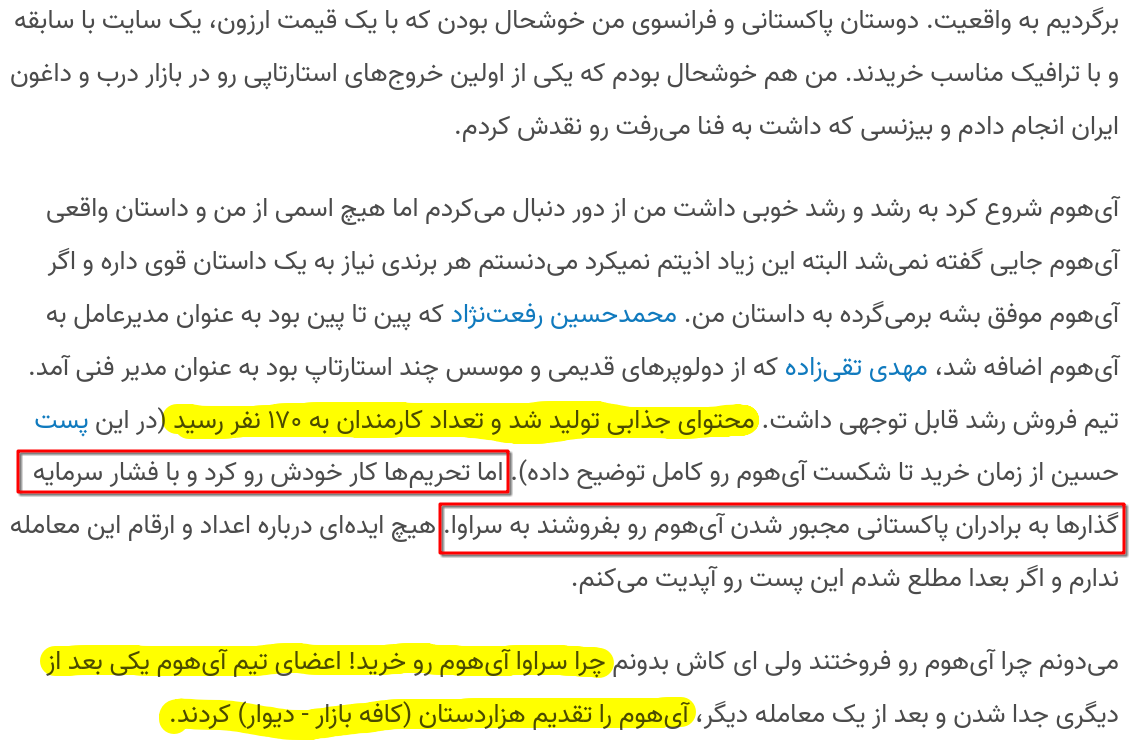 برگردیم به واقعیت. دوستان پاکستانی و فرانسوی من خوشحال بودن که با یک قیمت ارزون، یک سایت با سابقه
و با ترافیک مناسب خریدند. من هم خوشحال بودم که یکی از اولین خروج‌های استارتاپی رو در بازار درب و داغون
ایران انجام دادم و بیزنسی که داشت به فنا می‌رفت رو نقدش کردم.
آی‌هوم شروع کرد به رشد و رشد خوبی داشت من از دور دنبال می‌کردم اما هیچ اسمی از من و داستان واقعی
آی‌هوم جایی گفته نمی‌شد البته این زیاد اذیتم نمیکرد می‌دنستم هر برندی نیاز به یک داستان قوی داره و اگر
آی‌هوم موفق بشه برمی‌گرده به داستان من. محمدحسین رفعت‌نژاد که پین تا پین بود به عنوان مدیرعامل به
آی‌هوم اضافه شد، مهدی تقی‌زاده که از دولوپرهای قدیمی و موسس چند استارتاپ بود به عنوان مدیر فنی آمد.
تیم فروش رشد قابل توجهی داشت. محتوای جذابی تولید شد و تعداد کارمندان به ۱۷۰ نفر رسید (در این پست
حسین از زمان خرید تا شکست آی‌هوم رو کامل توضیح داده). اما تحریم‌ها کار خودش رو کرد و با فشار سرمایه
گذارها به برادران پاکستانی مجبور شدن آی‌هوم رو بفروشند به سراوا. هیچ ایده‌ای درباره اعداد و ارقام این معامله
ندارم و اگر بعدا مطلع شدم این پست رو آپدیت می‌کنم.
می‌دونم چرا آی‌هوم رو فروختند ولی ای کاش بدونم چرا سراوا آی‌هوم رو خرید! اعضای تیم آی‌هوم یکی بعد از
دیگری جدا شدن و بعد از یک معامله دیگر، آی‌هوم را تقدیم هزاردستان (کافه بازار - دیوار) کردند.